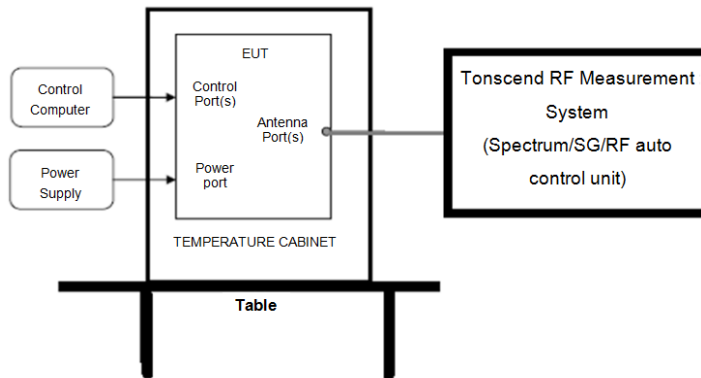 EUT
Control
Computer
Control
Port(s)
Antenna
Port(s)
Power
Supply
Power
port
TEMPERATURE CABINET
Table
Tonscend RF Measurement
System
(Spectrum/SG/RF auto
control unit)